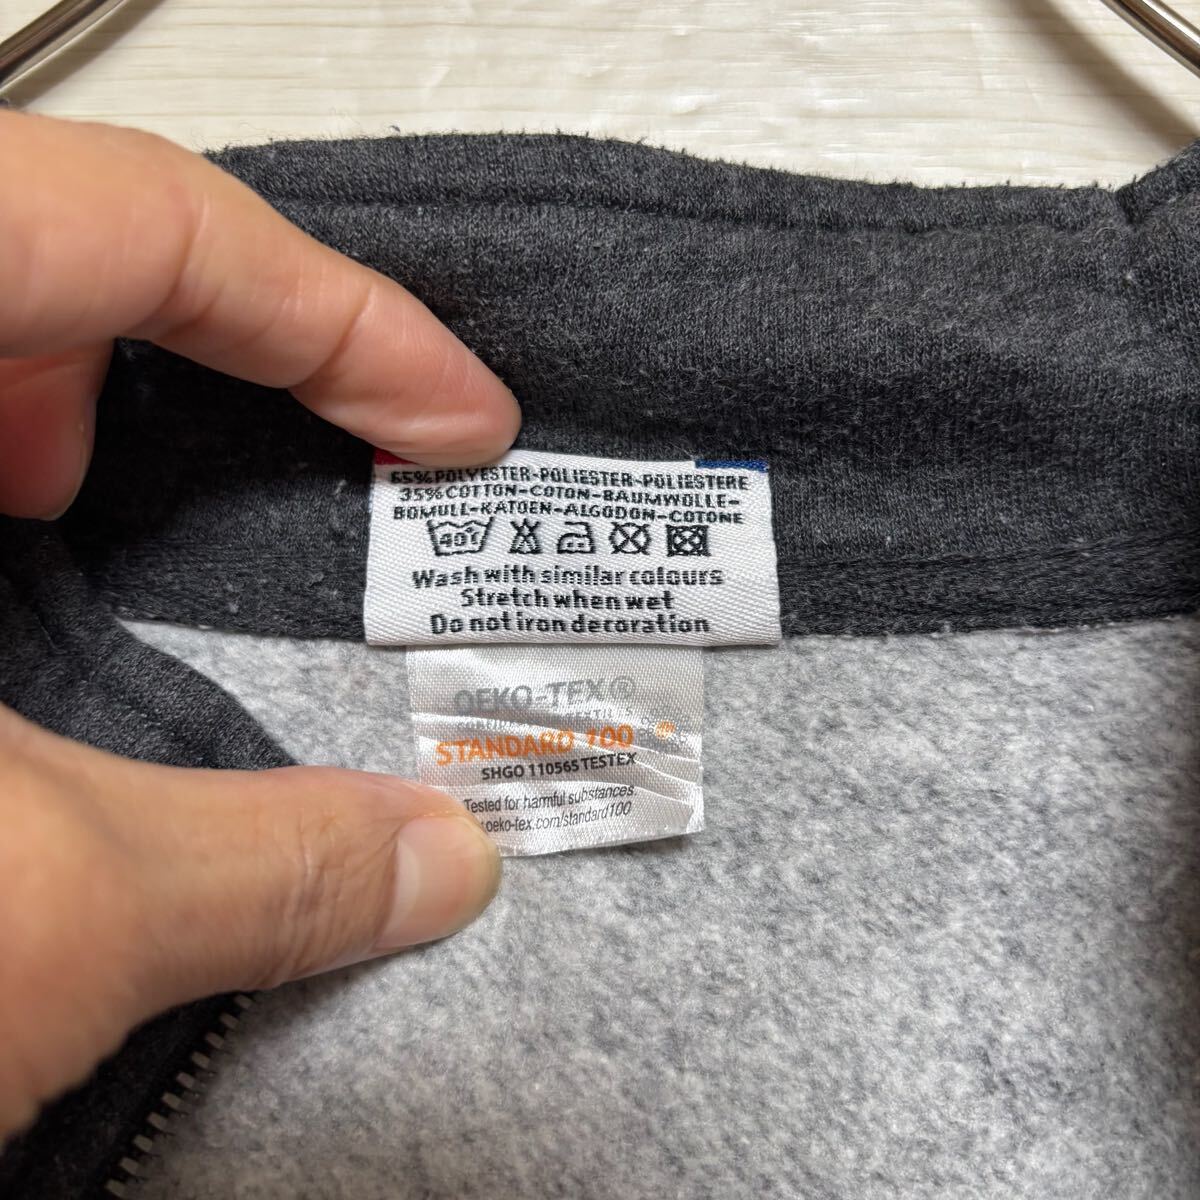 65% POLYESTER-POLIESTER-POLIESTERE
35% COTTON-COTON-BAUMWOLLE-
BOMULL-KATOEN-ALGODON-COTONE
40°
Wash with similar colours
Stretch when wet
Do not iron decoration
OEKO-TEX®
STANDARD 100
SHGO 110565 TESTEX
Tested for harmful substances
.oeko-tex.com/standard100